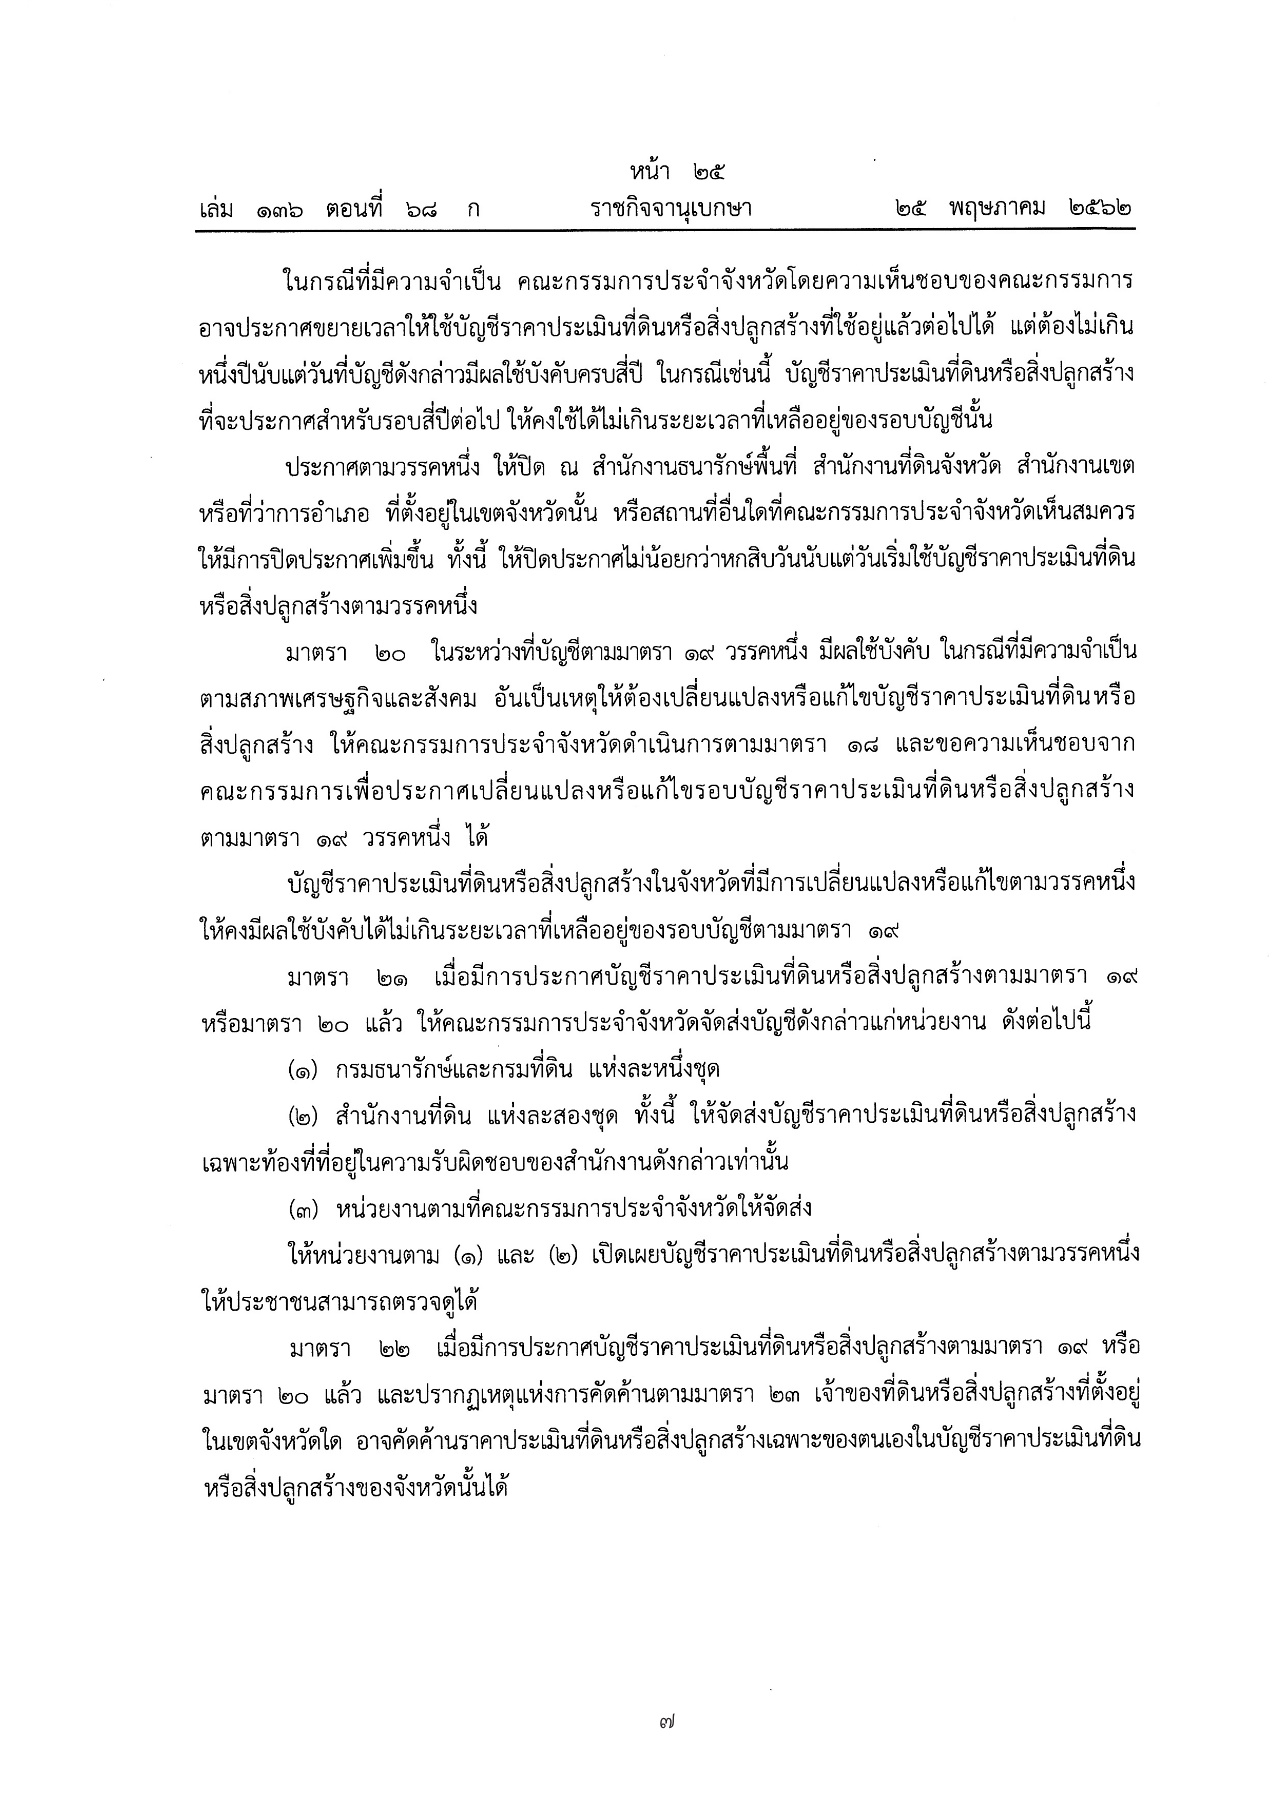 หน้า ๒๕
เล่ม ๑๓๖ ตอนที่ ๖๘ ก ราชกิจจานุเบกษา ๒๕ พฤษภาคม ๒๕๖๒
ในกรณีที่มีความจำเป็น คณะกรรมการประจำจังหวัดโดยความเห็นชอบของคณะกรรมการ
อาจประกาศขยายเวลาให้ใช้บัญชีราคาประเมินที่ดินหรือสิ่งปลูกสร้างที่ใช้อยู่แล้วต่อไปได้ แต่ต้องไม่เกิน
หนึ่งปีนับแต่วันที่บัญชีดังกล่าวมีผลใช้บังคับครบสี่ปี ในกรณีเช่นนี้ บัญชีราคาประเมินที่ดินหรือสิ่งปลูกสร้าง
ที่จะประกาศสำหรับรอบสี่ปีต่อไป ให้คงใช้ได้ไม่เกินระยะเวลาที่เหลืออยู่ของรอบบัญชีนั้น
ประกาศตามวรรคหนึ่ง ให้ปิด ณ สำนักงานธนารักษ์พื้นที่ สำนักงานที่ดินจังหวัด สำนักงานเขต
หรือที่ว่าการอำเภอ ที่ตั้งอยู่ในเขตจังหวัดนั้น หรือสถานที่อื่นใดที่คณะกรรมการประจำจังหวัดเห็นสมควร
ให้มีการปิดประกาศเพิ่มขึ้น ทั้งนี้ ให้ปิดประกาศไม่น้อยกว่าหกสิบวันนับแต่วันเริ่มใช้บัญชีราคาประเมินที่ดิน
หรือสิ่งปลูกสร้างตามวรรคหนึ่ง
มาตรา ๒๐ ในระหว่างที่บัญชีตามมาตรา ๑๙ วรรคหนึ่ง มีผลใช้บังคับ ในกรณีที่มีความจำเป็น
ตามสภาพเศรษฐกิจและสังคม อันเป็นเหตุให้ต้องเปลี่ยนแปลงหรือแก้ไขบัญชีราคาประเมินที่ดินหรือ
สิ่งปลูกสร้าง ให้คณะกรรมการประจำจังหวัดดำเนินการตามมาตรา ๑๘ และขอความเห็นชอบจาก
คณะกรรมการเพื่อประกาศเปลี่ยนแปลงหรือแก้ไขรอบบัญชีราคาประเมินที่ดินหรือสิ่งปลูกสร้าง
ตามมาตรา ๑๙ วรรคหนึ่ง ได้
บัญชีราคาประเมินที่ดินหรือสิ่งปลูกสร้างในจังหวัดที่มีการเปลี่ยนแปลงหรือแก้ไขตามวรรคหนึ่ง
ให้คงมีผลใช้บังคับได้ไม่เกินระยะเวลาที่เหลืออยู่ของรอบบัญชีตามมาตรา ๑๙
มาตรา ๒๑ เมื่อมีการประกาศบัญชีราคาประเมินที่ดินหรือสิ่งปลูกสร้างตามมาตรา ๑๙
หรือมาตรา ๒๐ แล้ว ให้คณะกรรมการประจำจังหวัดจัดส่งบัญชีดังกล่าวแก่หน่วยงาน ดังต่อไปนี้
(๑) กรมธนารักษ์และกรมที่ดิน แห่งละหนึ่งชุด
(๒) สำนักงานที่ดิน แห่งละสองชุด ทั้งนี้ ให้จัดส่งบัญชีราคาประเมินที่ดินหรือสิ่งปลูกสร้าง
เฉพาะท้องที่ที่อยู่ในความรับผิดชอบของสำนักงานดังกล่าวเท่านั้น
(๓) หน่วยงานตามที่คณะกรรมการประจำจังหวัดให้จัดส่ง
ให้หน่วยงานตาม (๑) และ (๒) เปิดเผยบัญชีราคาประเมินที่ดินหรือสิ่งปลูกสร้างตามวรรคหนึ่ง
ให้ประชาชนสามารถตรวจดูได้
มาตรา ๒๒ เมื่อมีการประกาศบัญชีราคาประเมินที่ดินหรือสิ่งปลูกสร้างตามมาตรา ๑๙ หรือ
มาตรา ๒๐ แล้ว และปรากฏเหตุแห่งการคัดค้านตามมาตรา ๒๓ เจ้าของที่ดินหรือสิ่งปลูกสร้างที่ตั้งอยู่
ในเขตจังหวัดใด อาจคัดค้านราคาประเมินที่ดินหรือสิ่งปลูกสร้างเฉพาะของตนเองในบัญชีราคาประเมินที่ดิน
หรือสิ่งปลูกสร้างของจังหวัดนั้นได้
๗